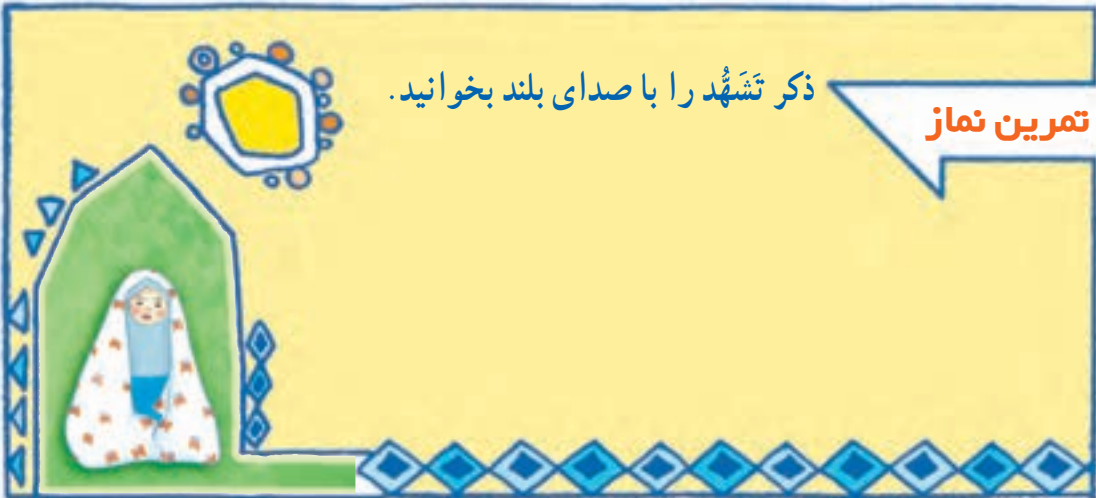 تمرین نماز
ذکر تَشَهُّد را با صدای بلند بخوانید.